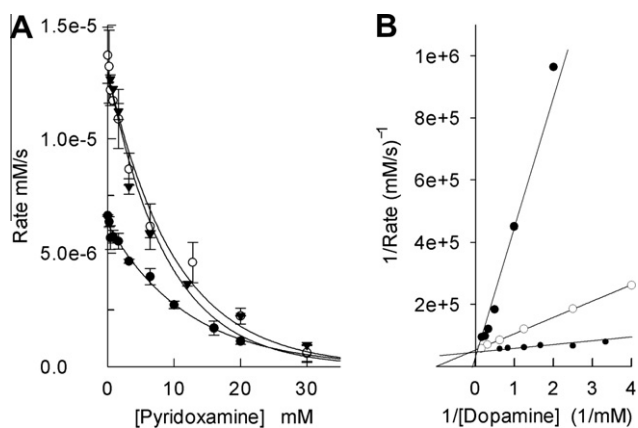 A
Rate mM/s
1.5e-5
1.0e-5
5.0e-6
0.0
0 10 20 30
[Pyridoxamine] mM
B
1/Rate (mM/s)⁻¹
1e+6
8e+5
6e+5
4e+5
2e+5
0 1 2 3 4
1/[Dopamine] (1/mM)